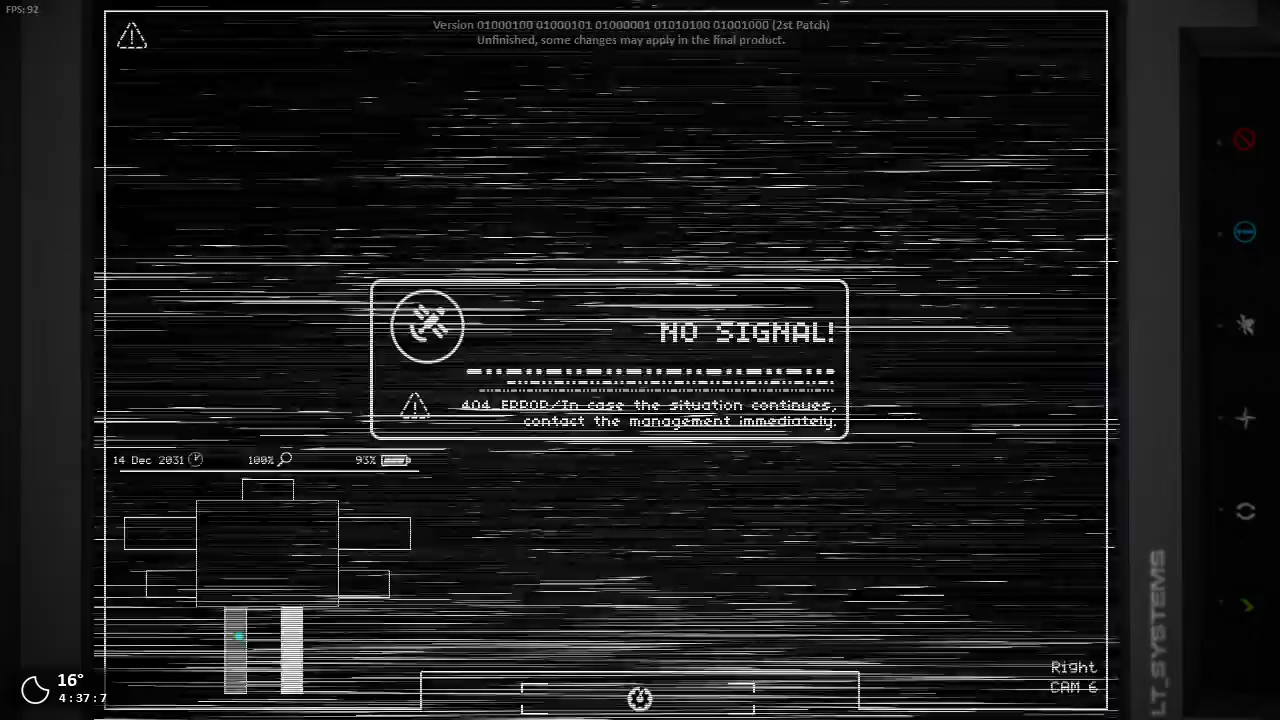 FPS: 92
Version 01000100 01000101 01000001 01010100 01001000 (2st Patch)
Unfinished, some changes may apply in the final product.
NO SIGNAL!
404 ERROR/In case the situation continues,
contact the management immediately.
14 Dec 2031 100% 93%
LT_SYSTEMS
Right
CAM 6
16°
4:37:7